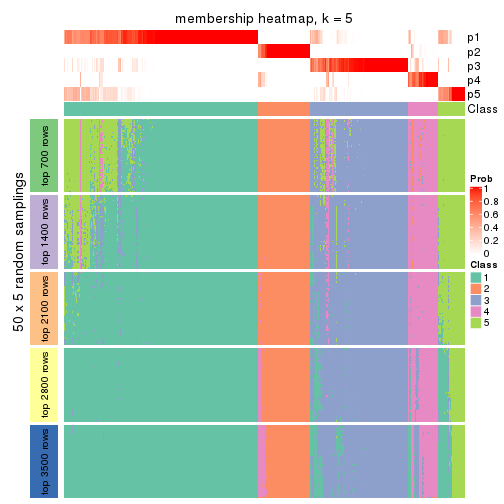 membership heatmap, k = 5
p1
p2
p3
p4
p5
Class
50 x 5 random samplings
top 700 rows
top 1400 rows
top 2100 rows
top 2800 rows
top 3500 rows
Prob
1
0.8
0.6
0.4
0.2
0
Class
1
2
3
4
5